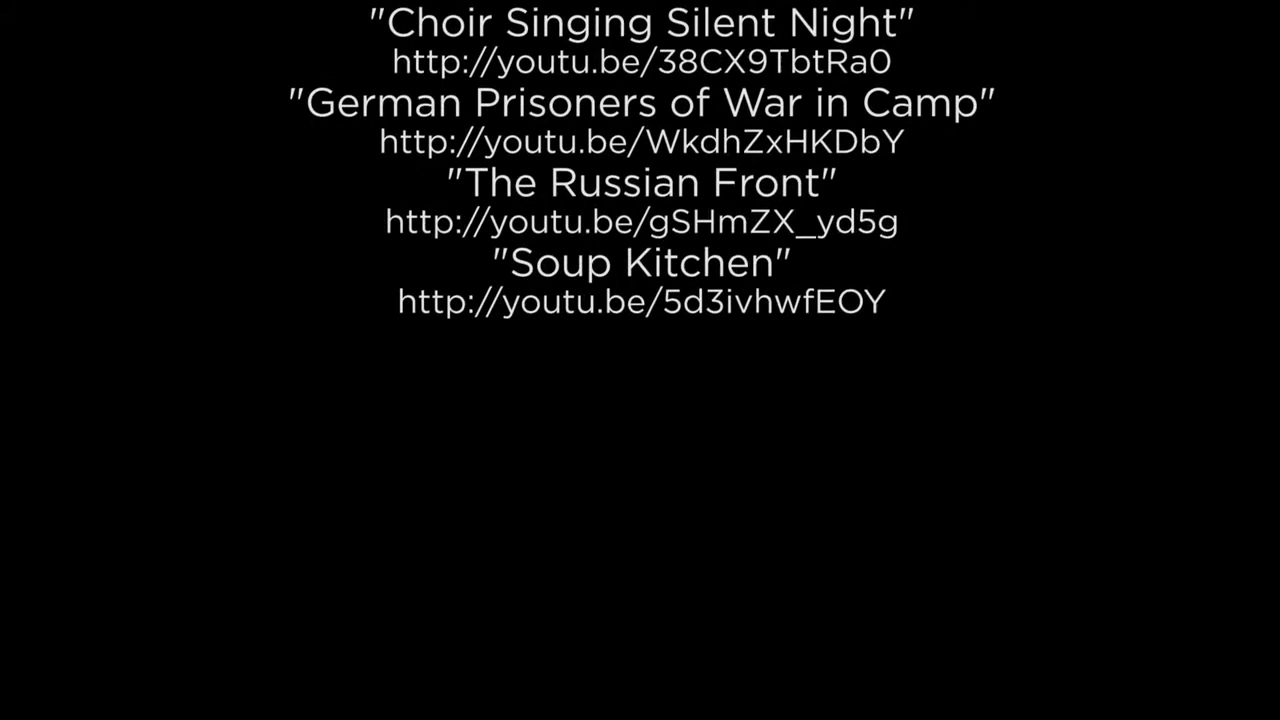 "Choir Singing Silent Night"
http://youtu.be/38CX9TbtRa0
"German Prisoners of War in Camp"
http://youtu.be/WkdhZxHKDbY
"The Russian Front"
http://youtu.be/gSHmZX_yd5g
"Soup Kitchen"
http://youtu.be/5d3ivhwfEOY